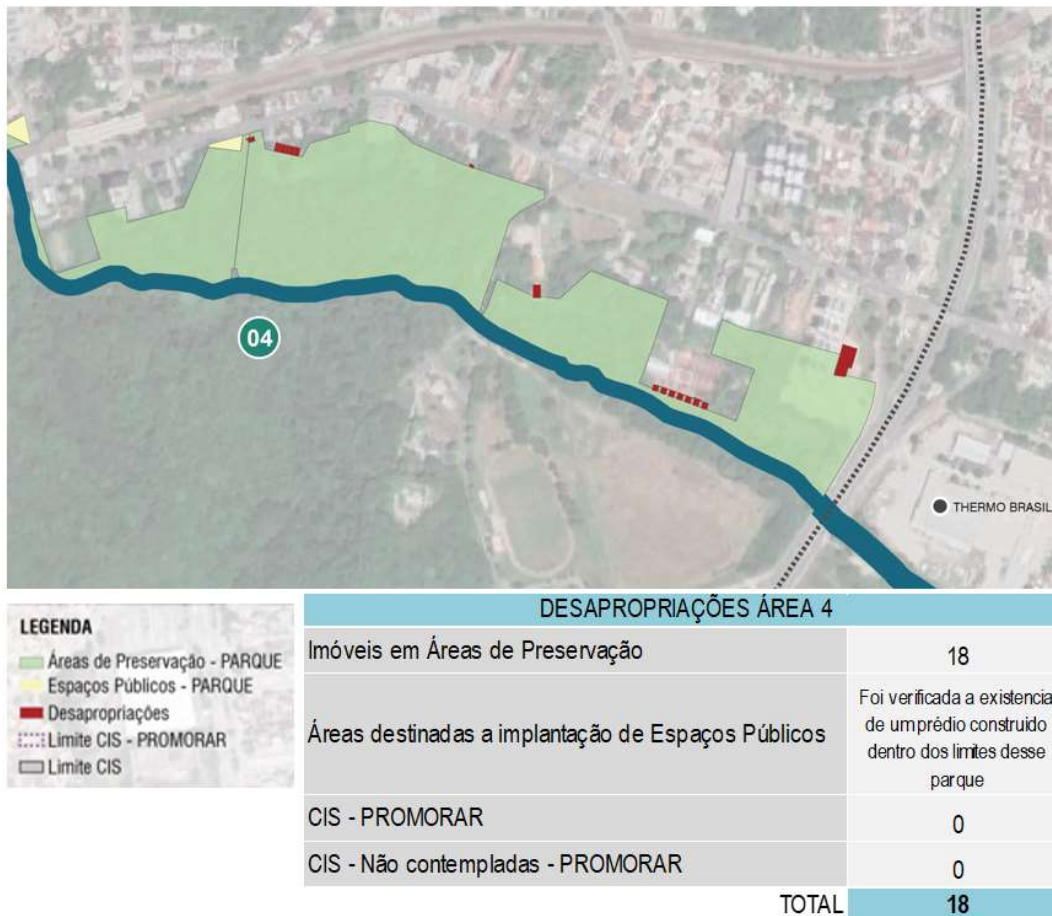 04
THERMO BRASIL
LEGENDA
Áreas de Preservação - PARQUE
Espaços Públicos - PARQUE
Desapropriações
Limite CIS - PROMORAR
Limite CIS
DESAPROPRIAÇÕES ÁREA 4
Imóveis em Áreas de Preservação 18
Áreas destinadas a implantação de Espaços Públicos
Foi verificada a existencia
de um prédio construido
dentro dos limites desse
parque
CIS - PROMORAR 0
CIS - Não contempladas - PROMORAR 0
TOTAL 18